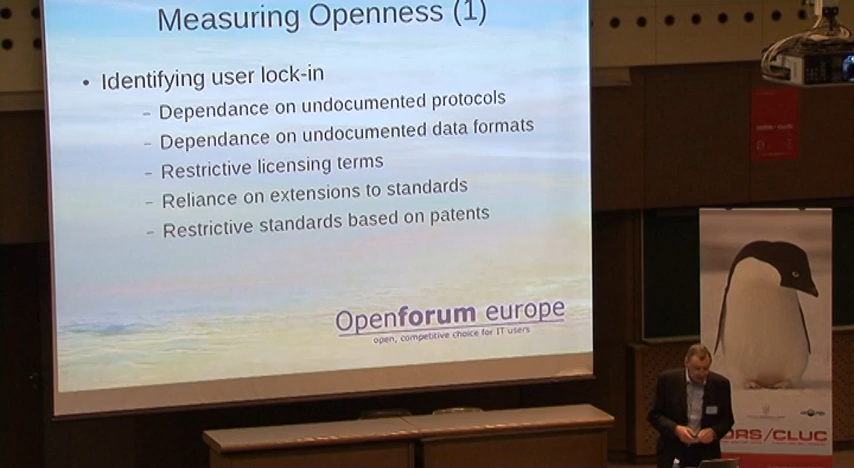 Measuring Openness (1)
• Identifying user lock-in
– Dependance on undocumented protocols
– Dependance on undocumented data formats
– Restrictive licensing terms
– Reliance on extensions to standards
– Restrictive standards based on patents
Openforum europe
open, competitive choice for IT users
ORS/CLUC